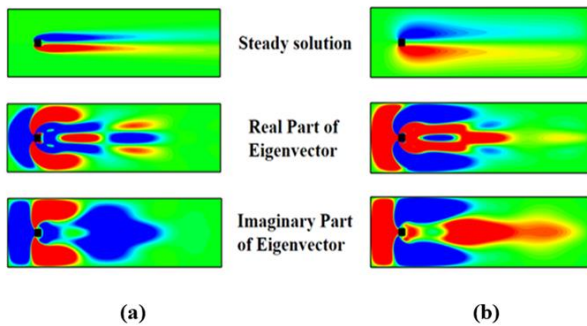 Steady solution
Real Part of
Eigenvector
Imaginary Part
of Eigenvector
(a)
(b)